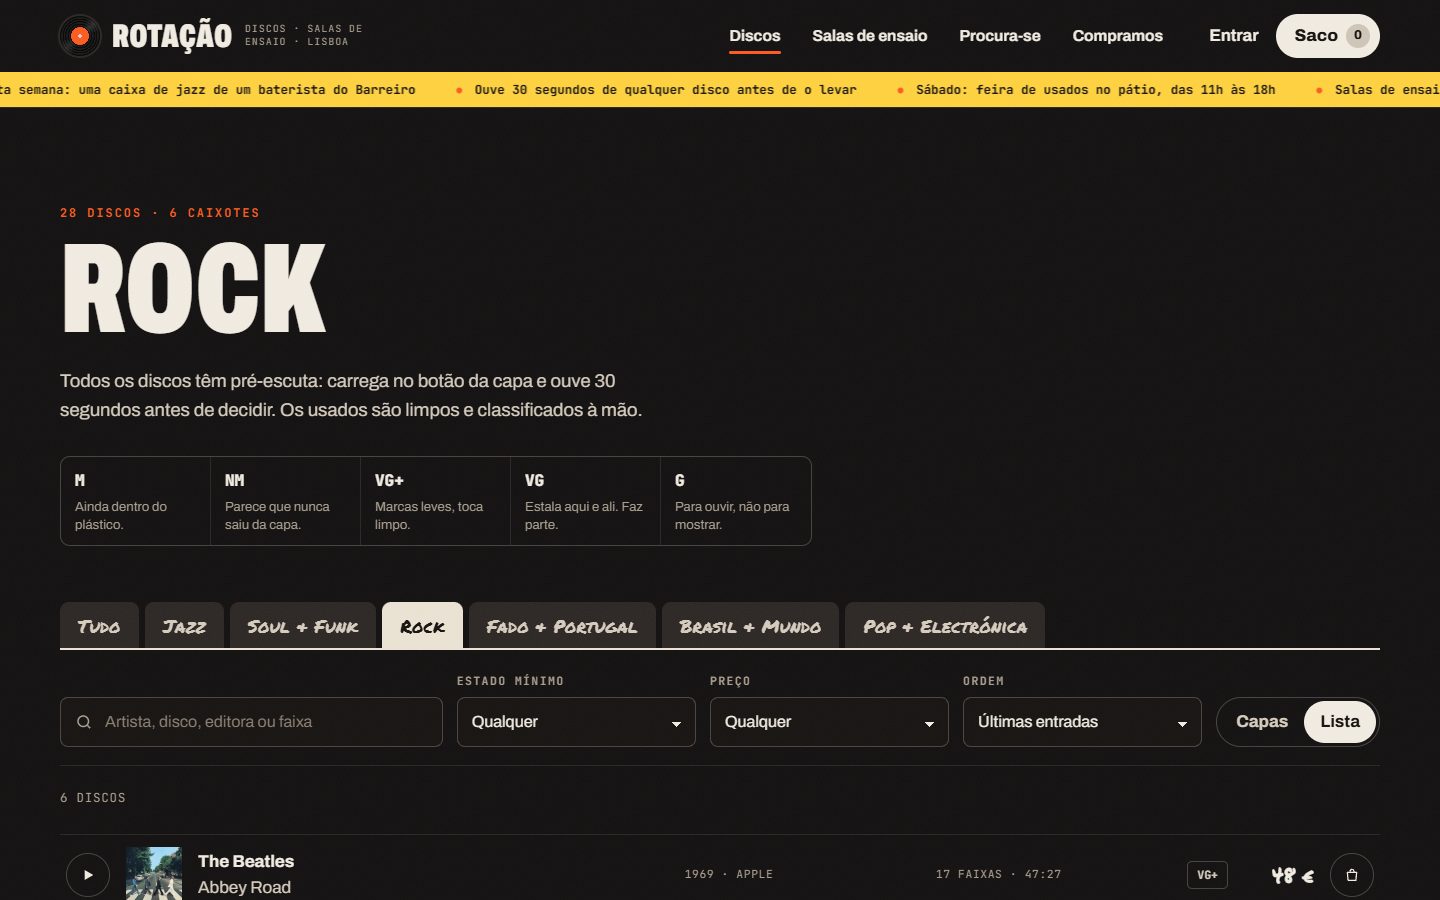 ROTAÇÃO
DISCOS · SALAS DE
ENSAIO · LISBOA
Discos
Salas de ensaio
Procura-se
Compramos
Entrar
Saco 0
ta semana: uma caixa de jazz de um baterista do Barreiro • Ouve 30 segundos de qualquer disco antes de o levar • Sábado: feira de usados no pátio, das 11h às 18h • Salas de ensai
28 DISCOS · 6 CAIXOTES
ROCK
Todos os discos têm pré-escuta: carrega no botão da capa e ouve 30
segundos antes de decidir. Os usados são limpos e classificados à mão.
M
Ainda dentro do
plástico.
NM
Parece que nunca
saiu da capa.
VG+
Marcas leves, toca
limpo.
VG
Estala aqui e ali. Faz
parte.
G
Para ouvir, não para
mostrar.
Tudo
Jazz
Soul + Funk
Rock
Fado + Portugal
Brasil + Mundo
Pop + Electrónica
Artista, disco, editora ou faixa
ESTADO MÍNIMO
Qualquer
PREÇO
Qualquer
ORDEM
Últimas entradas
Capas
Lista
6 DISCOS
The Beatles
Abbey Road
1969 · APPLE
17 FAIXAS · 47:27
VG+
48 €